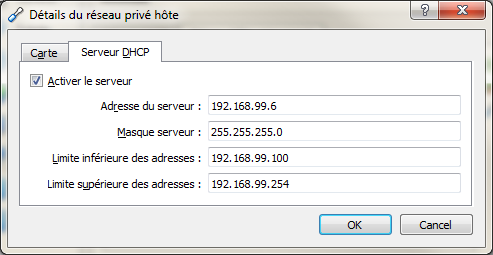 Détails du réseau privé hôte
Carte
Serveur DHCP
Activer le serveur
Adresse du serveur : 192.168.99.6
Masque serveur : 255.255.255.0
Limite inférieure des adresses : 192.168.99.100
Limite supérieure des adresses : 192.168.99.254
OK
Cancel